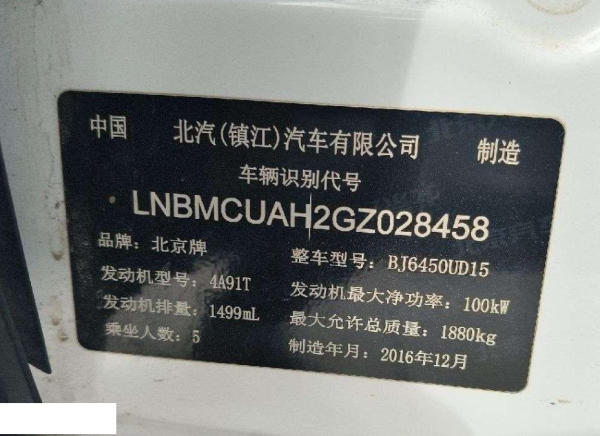 中国 北汽(镇江)汽车有限公司 制造
车辆识别代号
LNBMCUAH2GZ028458
品牌：北京牌 整车型号：BJ6450UD15
发动机型号：4A91T 发动机最大净功率：100kW
发动机排量：1499mL 最大允许总质量：1880kg
乘坐人数：5 制造年月：2016年12月